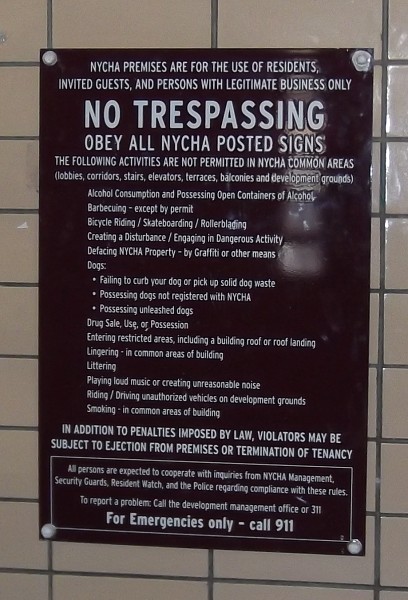 NYCHA PREMISES ARE FOR THE USE OF RESIDENTS,
INVITED GUESTS, AND PERSONS WITH LEGITIMATE BUSINESS ONLY
NO TRESPASSING
OBEY ALL NYCHA POSTED SIGNS
THE FOLLOWING ACTIVITIES ARE NOT PERMITTED IN NYCHA COMMON AREAS
(lobbies, corridors, stairs, elevators, terraces, balconies and development grounds)
Alcohol Consumption and Possessing Open Containers of Alcohol
Barbecuing – except by permit
Bicycle Riding / Skateboarding / Rollerblading
Creating a Disturbance / Engaging in Dangerous Activity
Defacing NYCHA Property – by Graffiti or other means
Dogs:
• Failing to curb your dog or pick up solid dog waste
• Possessing dogs not registered with NYCHA
• Possessing unleashed dogs
Drug Sale, Use, or Possession
Entering restricted areas, including a building roof or roof landing
Lingering - in common areas of building
Littering
Playing loud music or creating unreasonable noise
Riding / Driving unauthorized vehicles on development grounds
Smoking - in common areas of building
IN ADDITION TO PENALTIES IMPOSED BY LAW, VIOLATORS MAY BE
SUBJECT TO EJECTION FROM PREMISES OR TERMINATION OF TENANCY
All persons are expected to cooperate with inquiries from NYCHA Management,
Security Guards, Resident Watch, and the Police regarding compliance with these rules.
To report a problem: Call the development management office or 311
For Emergencies only - call 911